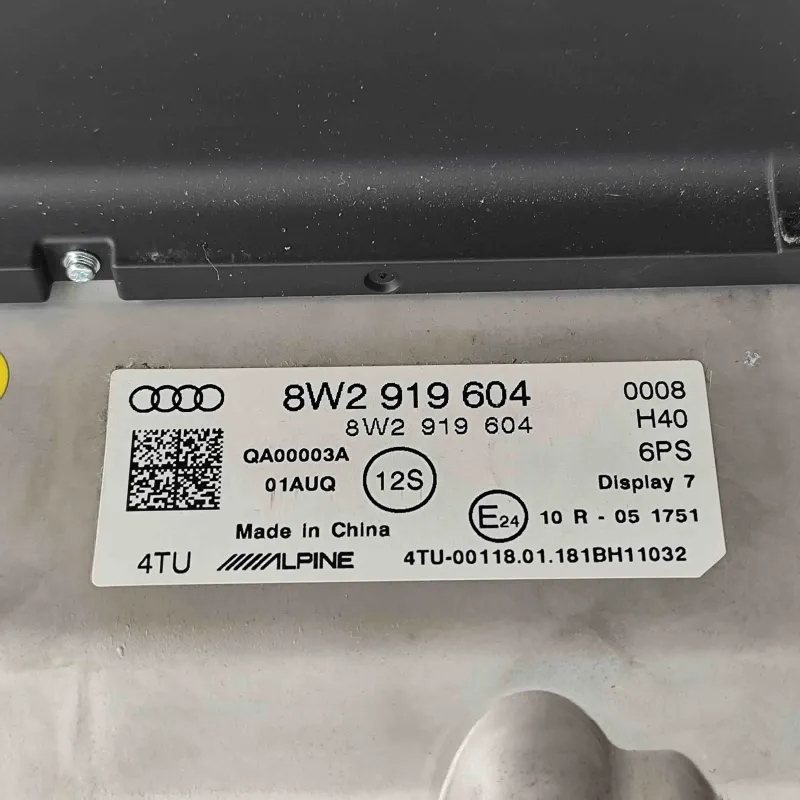 8W2 919 604
8W2 919 604
0008
H40
6PS
Display 7
QA00003A
01AUQ
12S
E24
10 R - 05 1751
Made in China
4TU
ALPINE
4TU-00118.01.181BH11032